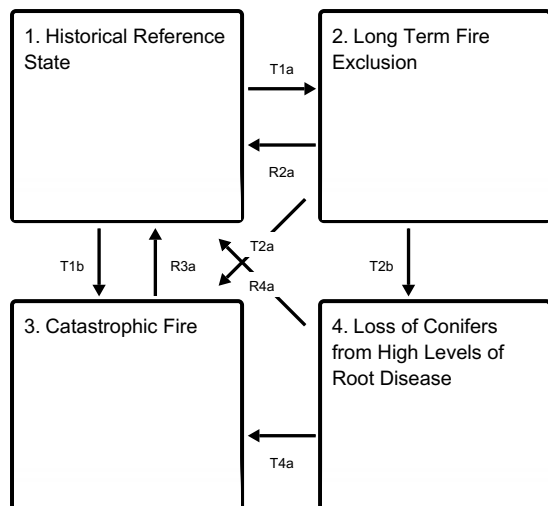 1. Historical Reference
State
2. Long Term Fire
Exclusion
T1a
R2a
T1b
R3a
T2a
R4a
T2b
3. Catastrophic Fire
4. Loss of Conifers
from High Levels of
Root Disease
T4a